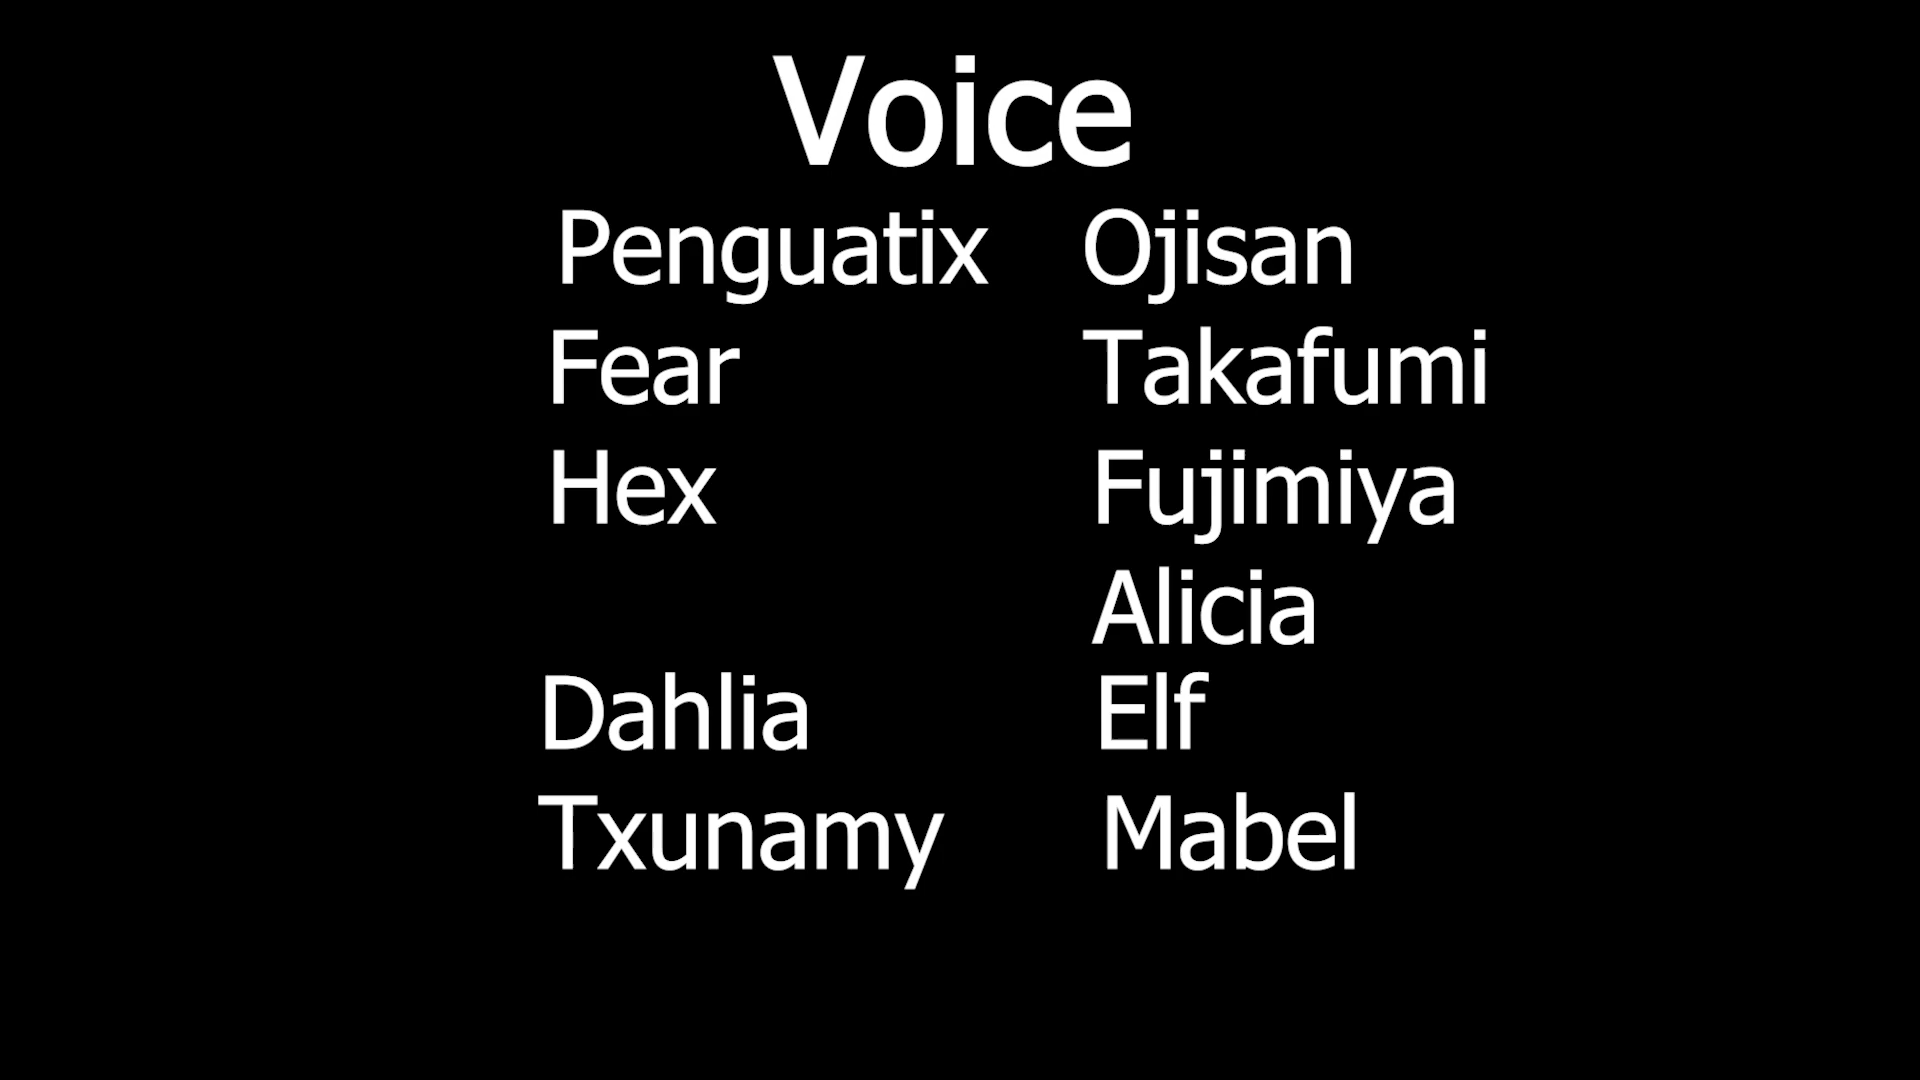 Voice
Penguatix Ojisan
Fear Takafumi
Hex Fujimiya
Alicia
Dahlia Elf
Txunamy Mabel